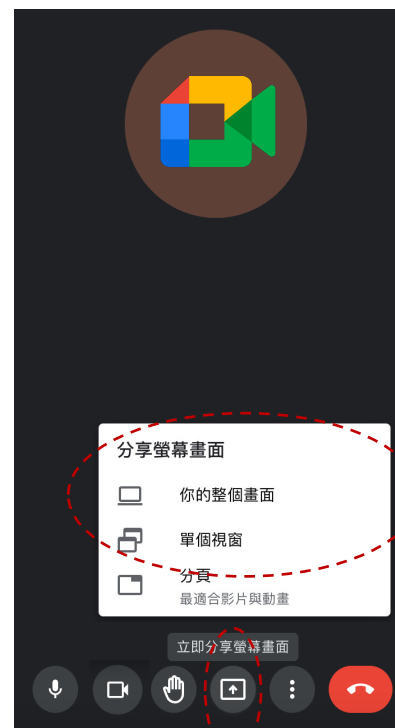 分享螢幕畫面
你的整個畫面
單個視窗
分頁
最適合影片與動畫
立即分享螢幕畫面